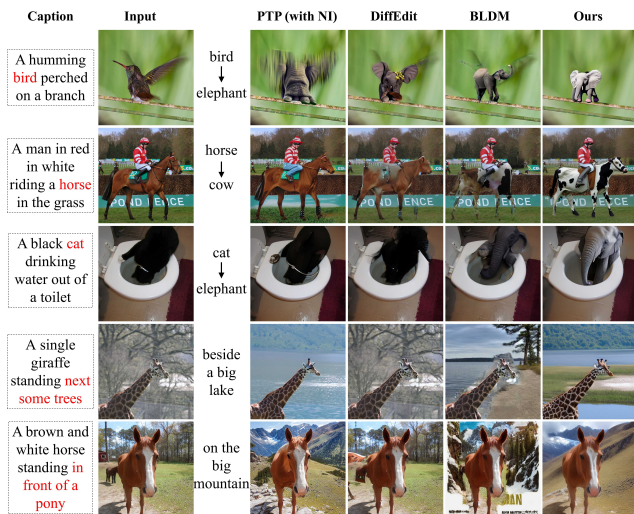 Caption Input PTP (with NI) DiffEdit BLDM Ours
A humming
bird perched
on a branch
bird
elephant
A man in red
in white
riding a horse
in the grass
horse
cow
POND FENCE
POND FENCE
POND FENCE
POND FENCE
A black cat
drinking
water out of
a toilet
cat
elephant
A single
giraffe
standing next
some trees
beside
a big
lake
A brown and
white horse
standing in
front of a
pony
on the
big
mountain